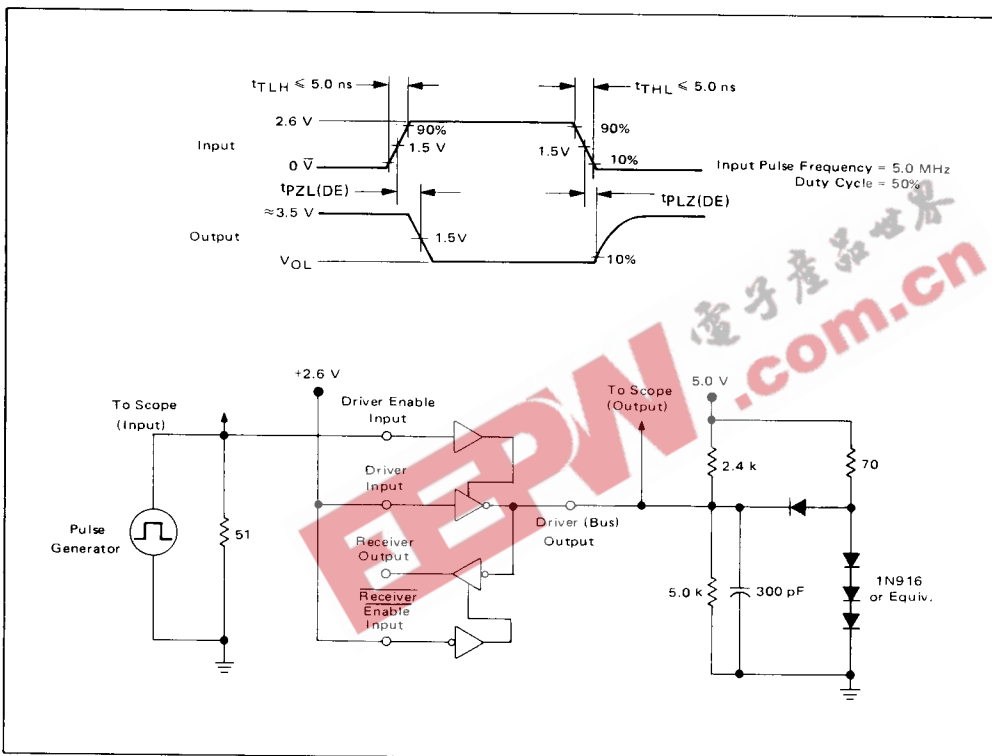 tTLH ≤ 5.0 ns
tTHL ≤ 5.0 ns
2.6 V
90%
90%
Input
1.5 V
1.5V
0 V
10%
Input Pulse Frequency = 5.0 MHz
Duty Cycle = 50%
tPZL(DE)
tPLZ(DE)
≈3.5 V
Output
1.5V
VOL
10%
電子產品世界
EEPW
.com.cn
+2.6 V
To Scope
(Input)
Driver Enable
Input
To Scope
(Output)
5.0 V
2.4 k
70
Driver
Input
Pulse
Generator
51
Driver (Bus)
Output
Receiver
Output
Receiver
Enable
Input
5.0 k
300 pF
1N916
or Equiv.